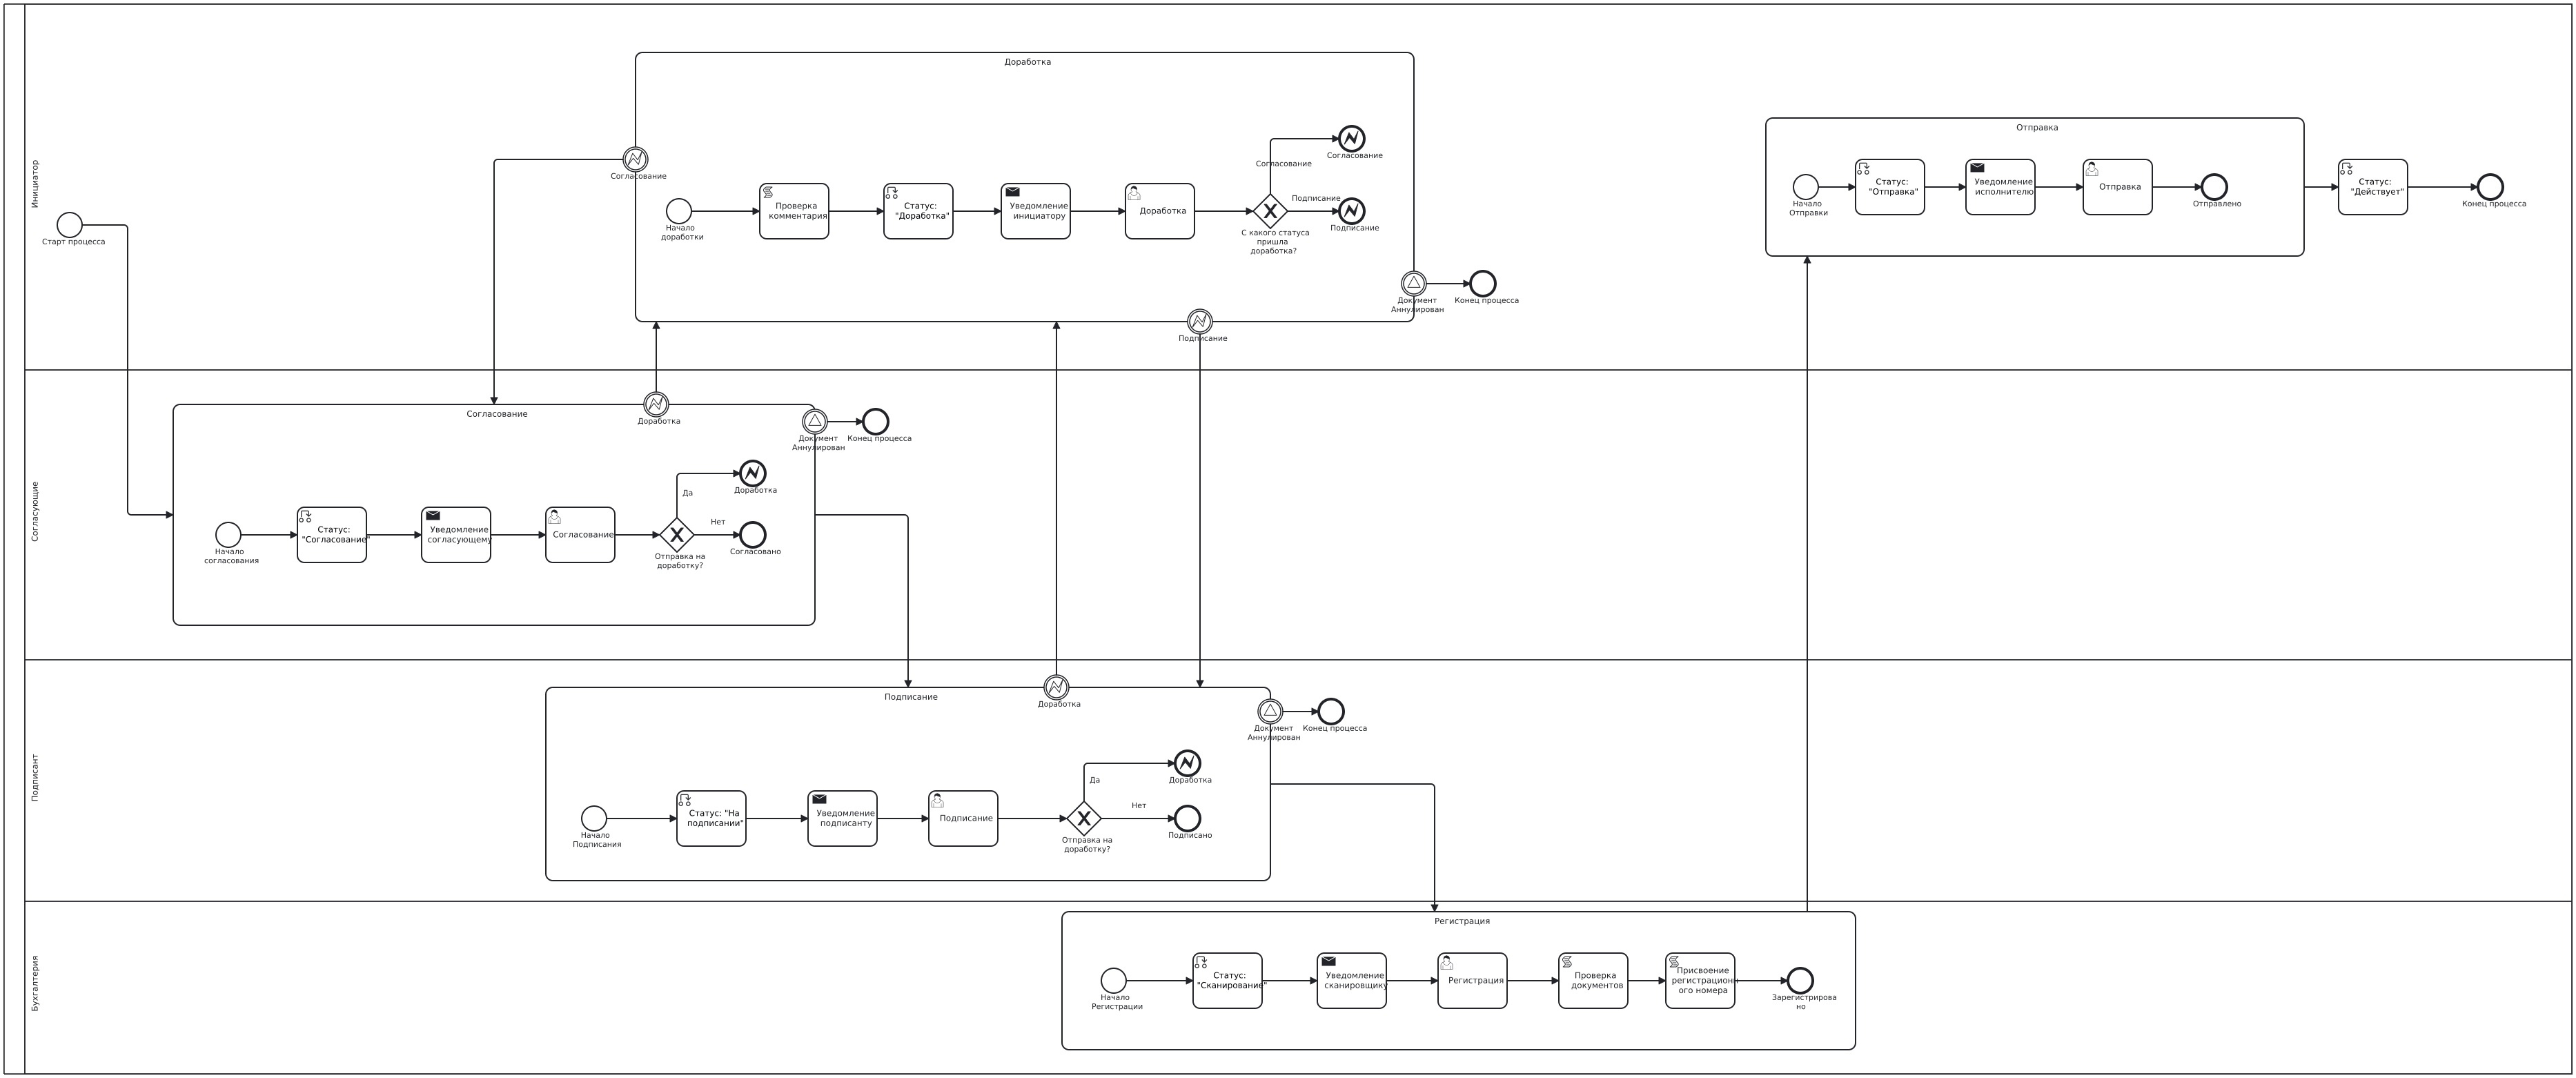 Инициатор
Старт процесса
Доработка
Согласование
Начало
доработки
Проверка
комментария
Статус:
"Доработка"
Уведомление
инициатору
Доработка
С какого статуса
пришла
доработка?
Согласование
Согласование
Подписание
Подписание
Документ
Аннулирован
Конец процесса
Подписание
Отправка
Начало
Отправки
Статус:
"Отправка"
Уведомление
исполнителю
Отправка
Отправлено
Статус:
"Действует"
Конец процесса
Согласующие
Согласование
Доработка
Документ
Аннулирован
Конец процесса
Начало
согласования
Статус:
"Согласование"
Уведомление
согласующему
Согласование
Отправка на
доработку?
Да
Доработка
Нет
Согласовано
Подписант
Подписание
Доработка
Документ
Аннулирован
Конец процесса
Начало
Подписания
Статус: "На
подписании"
Уведомление
подписанту
Подписание
Отправка на
доработку?
Да
Доработка
Нет
Подписано
Бухгалтерия
Регистрация
Начало
Регистрации
Статус:
"Сканирование"
Уведомление
сканировщику
Регистрация
Проверка
документов
Присвоение
регистрационн
ого номера
Зарегистрирова
но